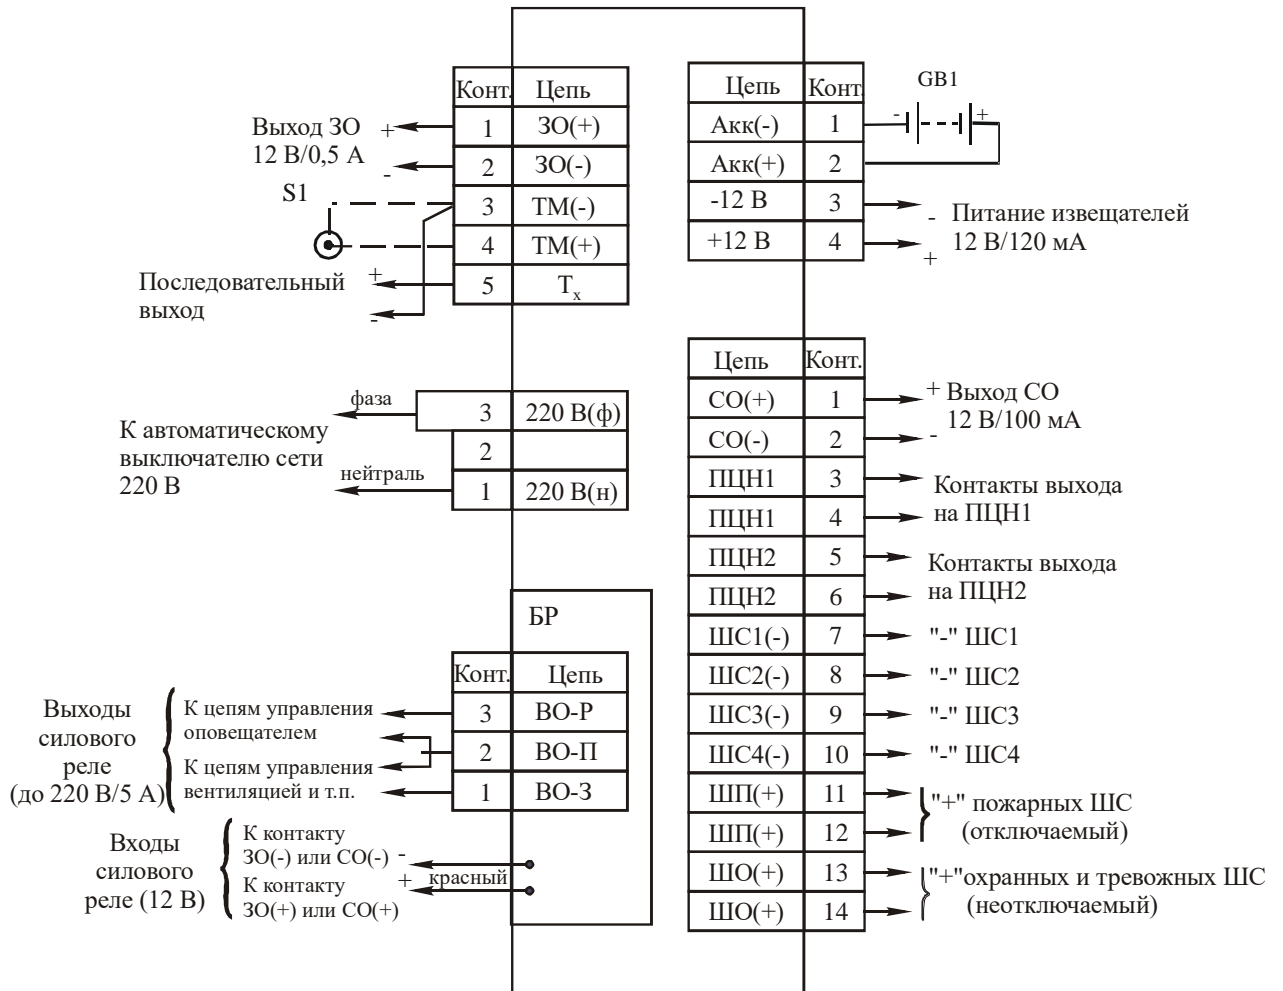 Конт. Цепь
Выход ЗО + 1 ЗО(+)
12 В/0,5 А - 2 ЗО(-)
S1 3 ТМ(-)
4 ТМ(+)
Последовательный + 5 Tx
выход -
фаза 3 220 В(ф)
К автоматическому
выключателю сети 2
220 В нейтраль 1 220 В(н)
БР
Конт. Цепь
Выходы
силового
реле
(до 220 В/5 А)
К цепям управления
оповещателем
К цепям управления
вентиляцией и т.п.
3 ВО-Р
2 ВО-П
1 ВО-З
Входы
силового
реле (12 В)
К контакту
ЗО(-) или СО(-) -
К контакту + красный
ЗО(+) или СО(+)
Цепь Конт. GB1
Акк(-) 1 - +
Акк(+) 2
-12 В 3 - Питание извещателей
+12 В 4 + 12 В/120 мА
Цепь Конт.
СО(+) 1 + Выход СО
СО(-) 2 - 12 В/100 мА
ПЦН1 3 Контакты выхода
ПЦН1 4 на ПЦН1
ПЦН2 5 Контакты выхода
ПЦН2 6 на ПЦН2
ШС1(-) 7 "-" ШС1
ШС2(-) 8 "-" ШС2
ШС3(-) 9 "-" ШС3
ШС4(-) 10 "-" ШС4
ШП(+) 11 "+" пожарных ШС
ШП(+) 12 (отключаемый)
ШО(+) 13 "+"охранных и тревожных ШС
ШО(+) 14 (неотключаемый)